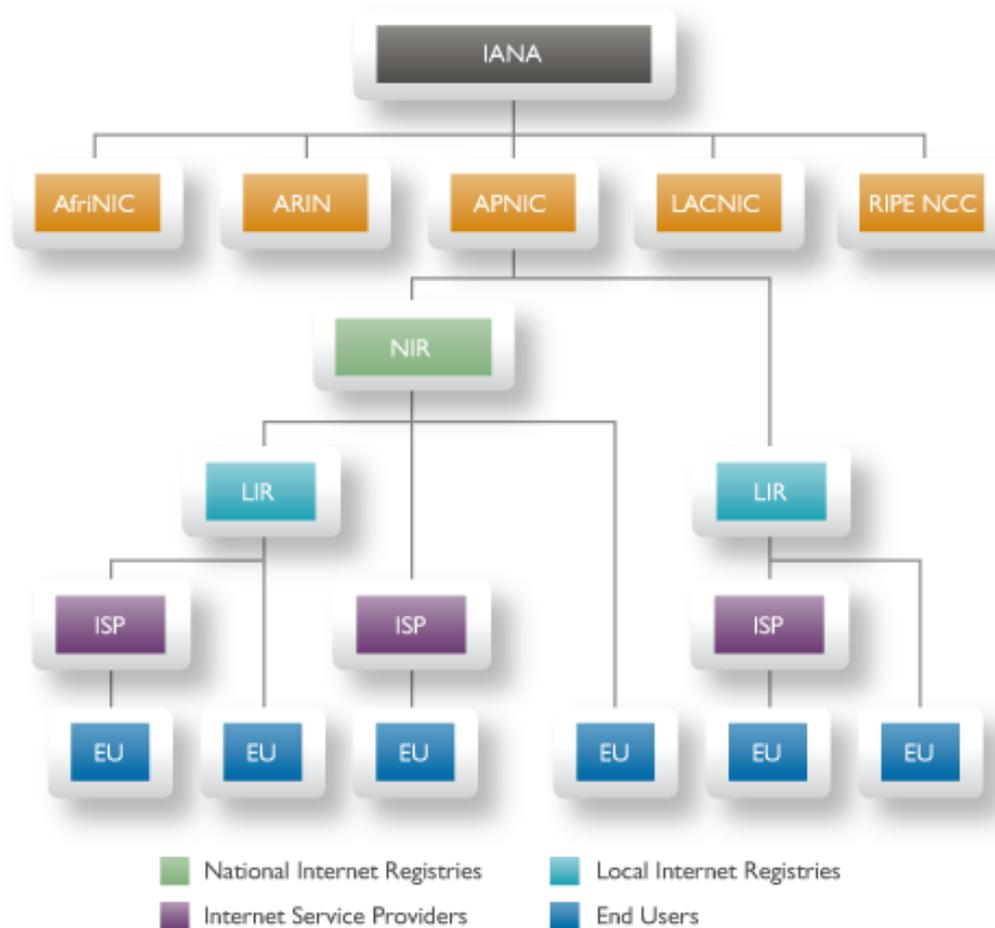 IANA
AfriNIC ARIN APNIC LACNIC RIPE NCC
NIR
LIR LIR
ISP ISP ISP
EU EU EU EU EU EU
National Internet Registries Local Internet Registries
Internet Service Providers End Users